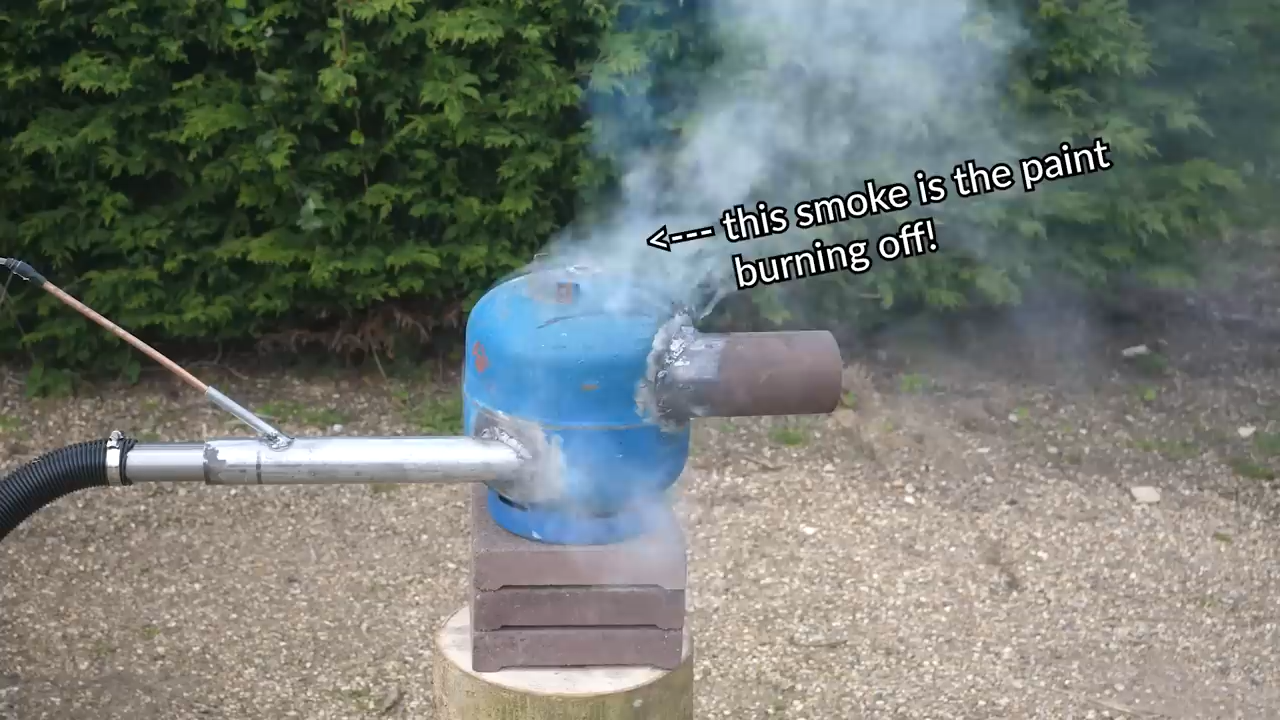 <--- this smoke is the paint
burning off!